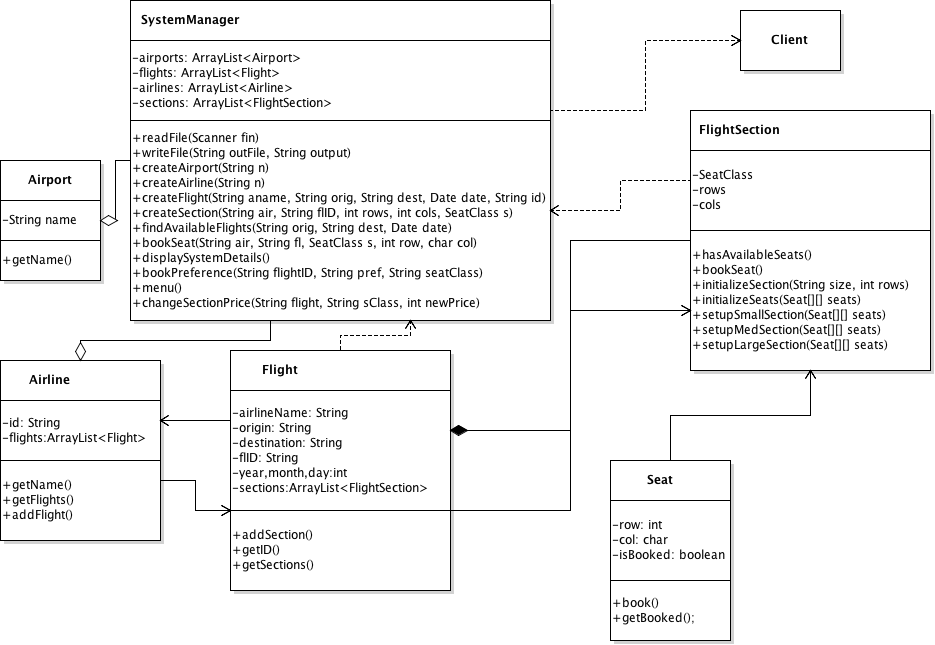 SystemManager
-airports: ArrayList<Airport>
-flights: ArrayList<Flight>
-airlines: ArrayList<Airline>
-sections: ArrayList<FlightSection>
+readFile(Scanner fin)
+writeFile(String outFile, String output)
+createAirport(String n)
+createAirline(String n)
+createFlight(String aname, String orig, String dest, Date date, String id)
+createSection(String air, String flID, int rows, int cols, SeatClass s)
+findAvailableFlights(String orig, String dest, Date date)
+bookSeat(String air, String fl, SeatClass s, int row, char col)
+displaySystemDetails()
+bookPreference(String flightID, String pref, String seatClass)
+menu()
+changeSectionPrice(String flight, String sClass, int newPrice)
Client
FlightSection
-SeatClass
-rows
-cols
+hasAvailableSeats()
+bookSeat()
+initializeSection(String size, int rows)
+initializeSeats(Seat[][] seats)
+setupSmallSection(Seat[][] seats)
+setupMedSection(Seat[][] seats)
+setupLargeSection(Seat[][] seats)
Airport
-String name
+getName()
Airline
-id: String
-flights:ArrayList<Flight>
+getName()
+getFlights()
+addFlight()
Flight
-airlineName: String
-origin: String
-destination: String
-flID: String
-year,month,day:int
-sections:ArrayList<FlightSection>
+addSection()
+getID()
+getSections()
Seat
-row: int
-col: char
-isBooked: boolean
+book()
+getBooked();